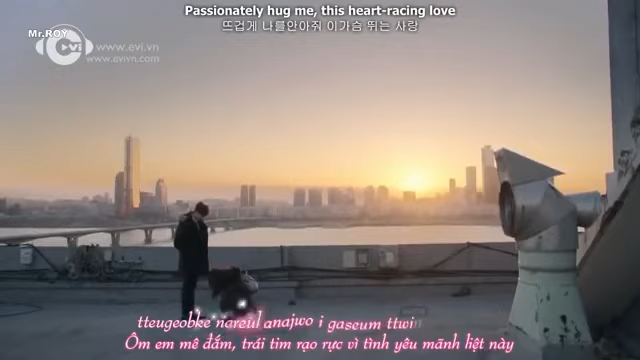 Passionately hug me, this heart-racing love
뜨겁게 나를안아줘 이가슴 뛰는 사랑
Mr.ROY
evi
www.evi.vn
www.evivn.com
tteugeobke nareul anajwo i gaseum ttwi
Ôm em mê đắm, trái tim rạo rực vì tình yêu mãnh liệt này